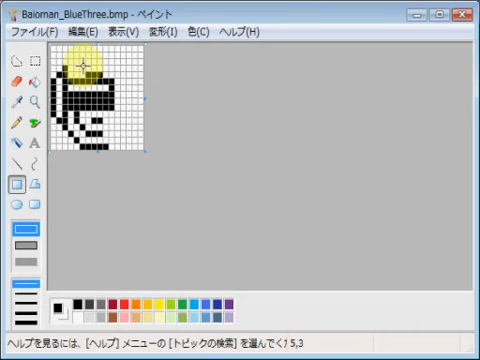 Baiornan_BlueThree.bmp - ペイント
ファイル(F) 編集(E) 表示(V) 変形(I) 色(C) ヘルプ(H)
ヘルプを見るには、[ヘルプ] メニューの [トピックの検索] を選んでく 5,3